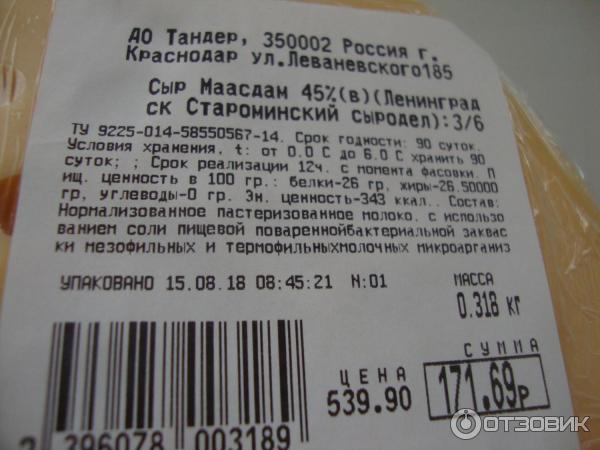 АО Тандер, 350002 Россия г.
Краснодар ул.Леваневского185
Сыр Маасдам 45%(в)(Ленинград
ск Староминский сыродел):3/6
ТУ 9225-014-58550567-14. Срок годности: 90 суток.
Условия хранения, t: от 0.0 С до 6.0 С хранить 90
суток; ; Срок реализации 12ч. с момента фасовки. П
ищ. ценность в 100 гр.: белки-26 гр, жиры-26.50000
гр, углеводы-0 гр. Эн. ценность-343 ккал.. Состав:
Нормализованное пастеризованное молоко, с использо
ванием соли пищевой повареннойбактериальной заквас
ки мезофильных и термофильныхмолочных микроорганиз
УПАКОВАНО 15.08.18 08:45:21 N:01
МАССА
0.318 кг
ЦЕНА
539.90
СУММА
171.69р
2 396078 003189
ОТЗОВИК